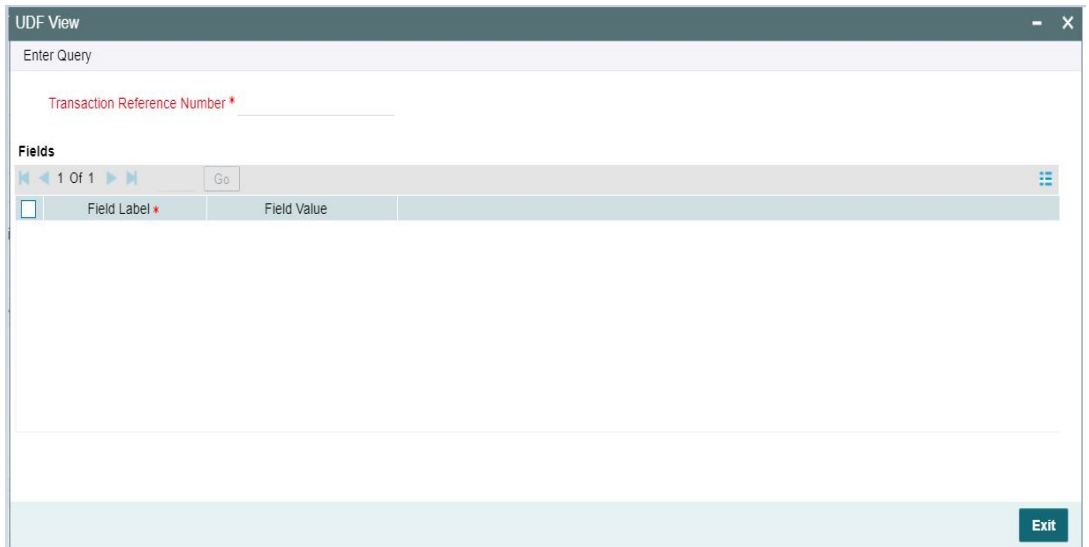 UDF View
Enter Query
Transaction Reference Number *
Fields
1 Of 1 Go
Field Label * Field Value
Exit